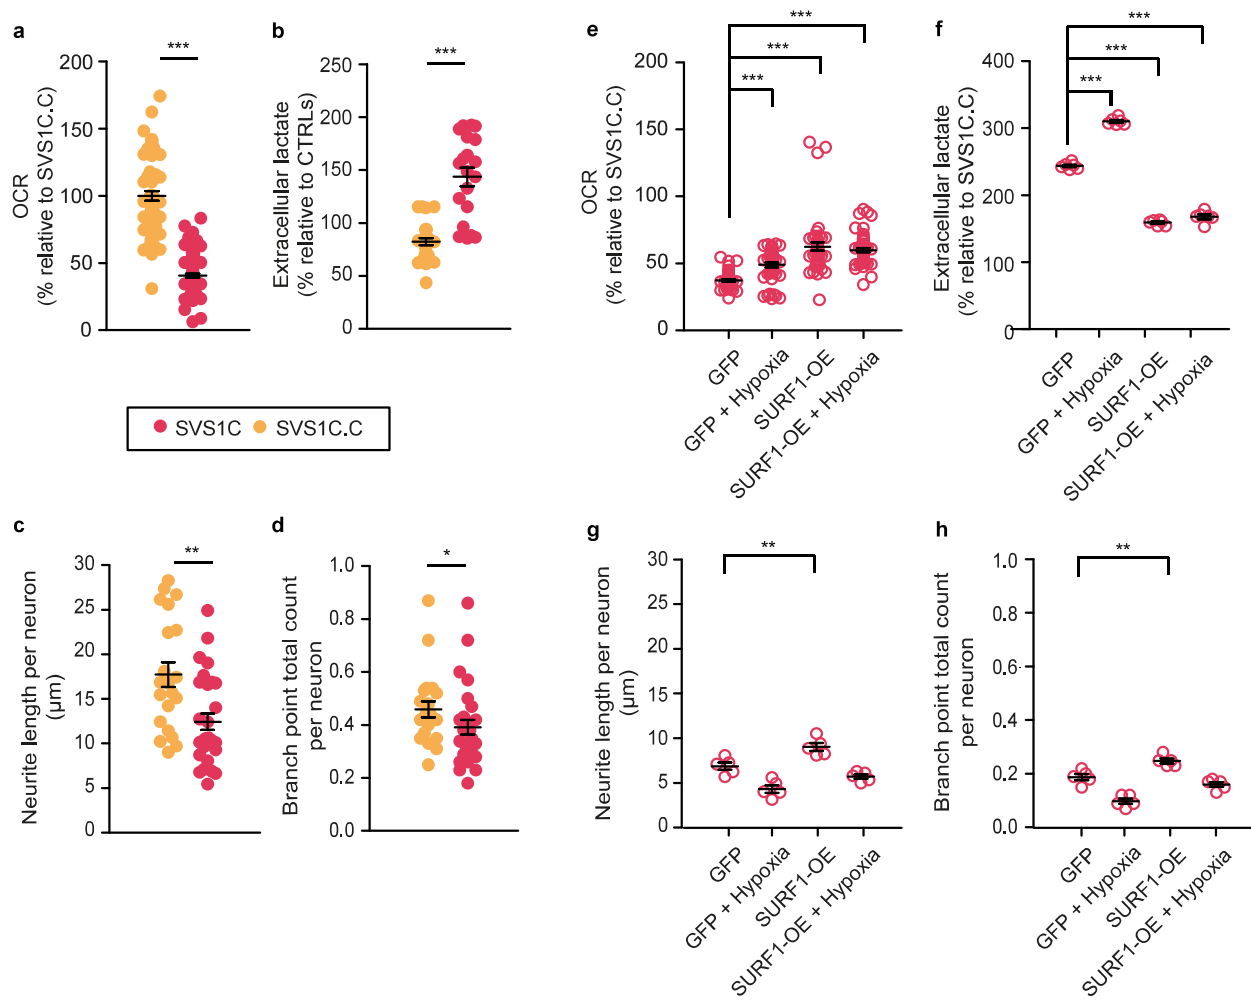 a
***
OCR
(% relative to SVS1C.C)
200
150
100
50
0
b
***
Extracellular lactate
(% relative to CTRLs)
250
200
150
100
50
0
e
***
***
***
OCR
(% relative to SVS1C.C)
200
150
100
50
0
GFP
GFP + Hypoxia
SURF1-OE
SURF1-OE + Hypoxia
f
***
***
***
Extracellular lactate
(% relative to SVS1C.C)
400
300
200
100
0
GFP
GFP + Hypoxia
SURF1-OE
SURF1-OE + Hypoxia
SVS1C SVS1C.C
c
**
Neurite length per neuron
(µm)
30
25
20
15
10
5
0
d
*
Branch point total count
per neuron
1.0
0.8
0.6
0.4
0.2
0.0
g
**
Neurite length per neuron
(µm)
30
25
20
15
10
5
0
GFP
GFP + Hypoxia
SURF1-OE
SURF1-OE + Hypoxia
h
**
Branch point total count
per neuron
1.0
0.8
0.6
0.4
0.2
0.0
GFP
GFP + Hypoxia
SURF1-OE
SURF1-OE + Hypoxia